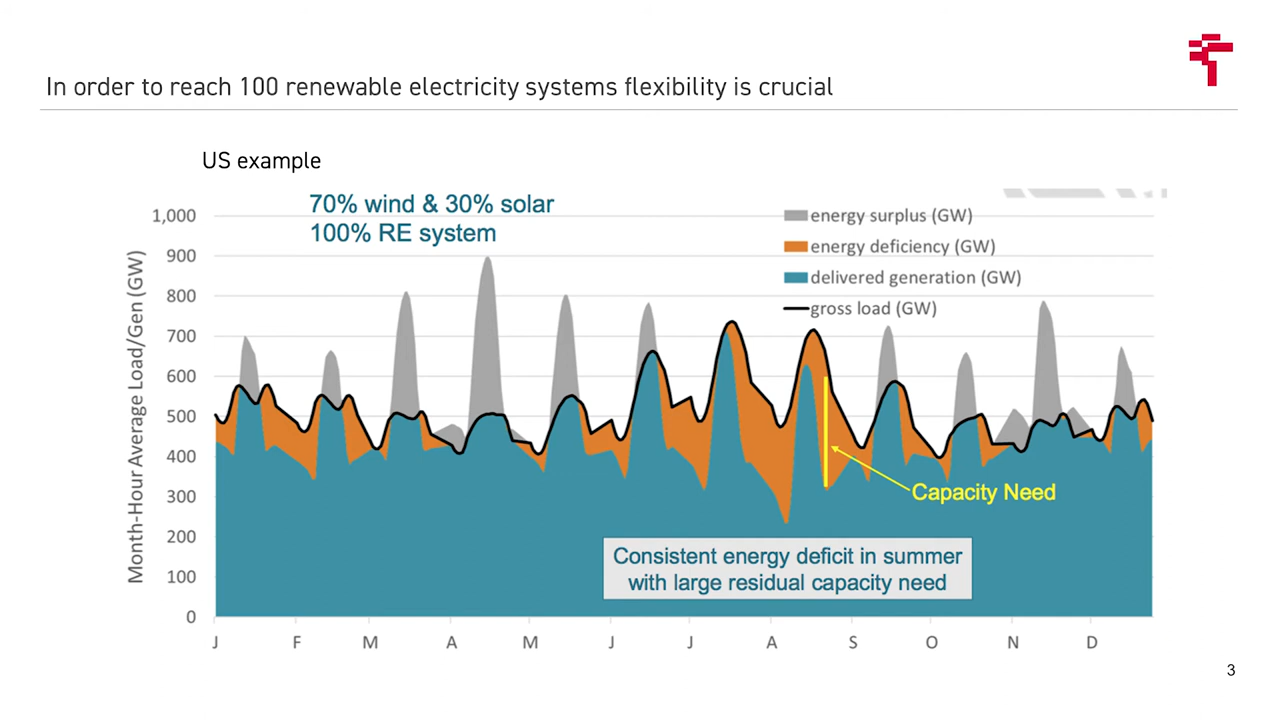 In order to reach 100 renewable electricity systems flexibility is crucial
US example
70% wind & 30% solar
100% RE system
energy surplus (GW)
energy deficiency (GW)
delivered generation (GW)
gross load (GW)
Month-Hour Average Load/Gen (GW)
1,000
900
800
700
600
500
400
300
200
100
0
Capacity Need
Consistent energy deficit in summer
with large residual capacity need
J F M A M J J A S O N D
3